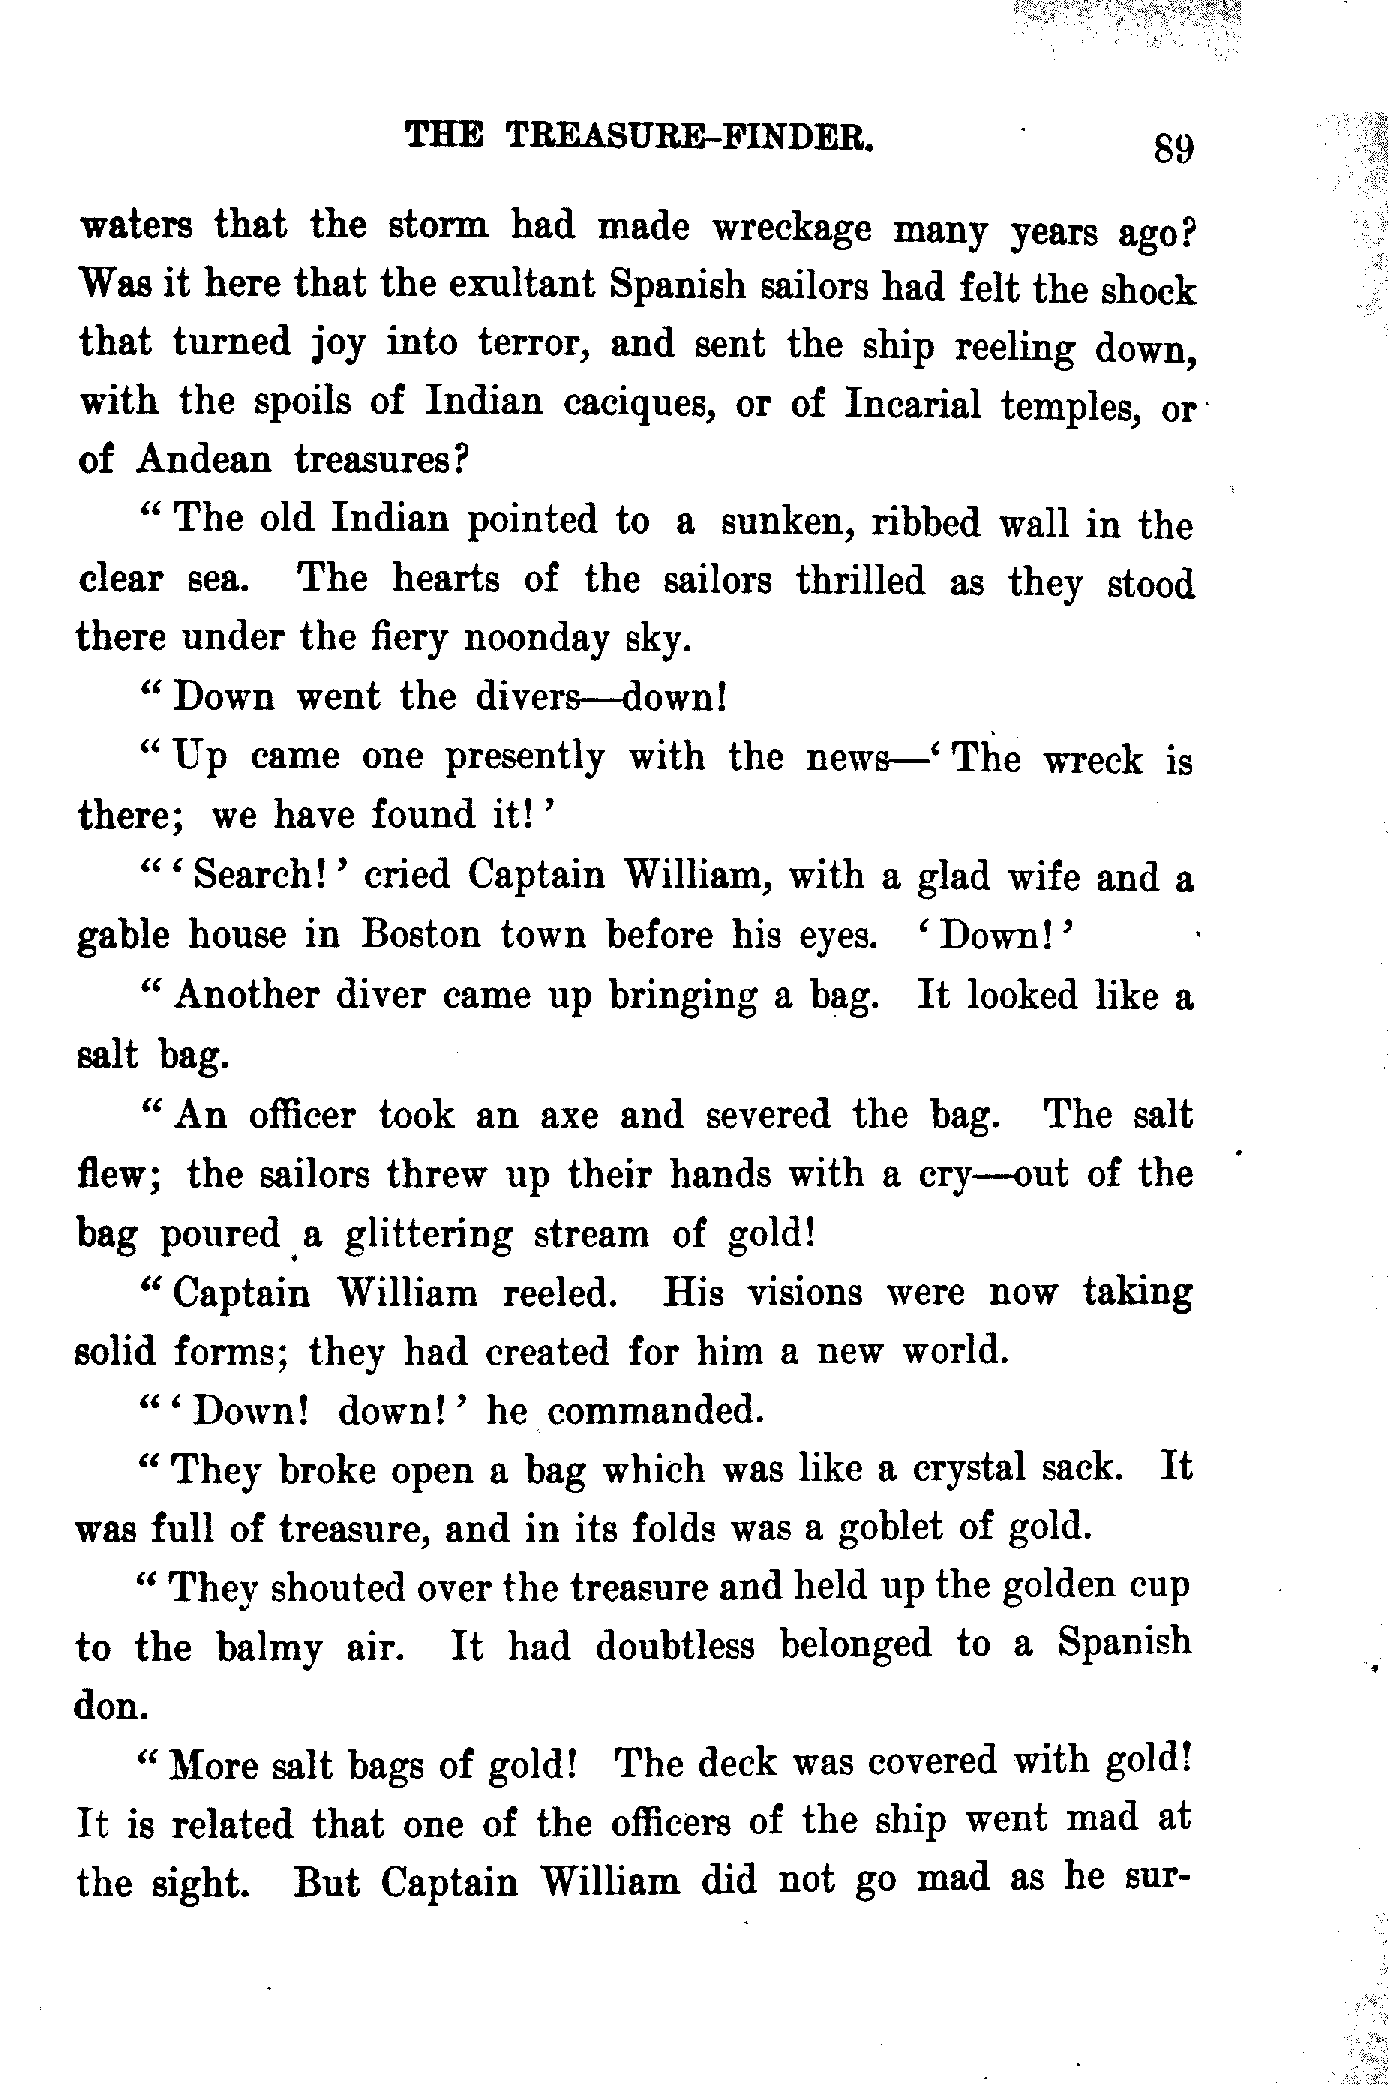 THE TREASURE-FINDER. 89
waters that the storm had made wreckage many years ago?
Was it here that the exultant Spanish sailors had felt the shock
that turned joy into terror, and sent the ship reeling down,
with the spoils of Indian caciques, or of Incarial temples, or
of Andean treasures?
“ The old Indian pointed to a sunken, ribbed wall in the
clear sea. The hearts of the sailors thrilled as they stood
there under the fiery noonday sky.
“ Down went the divers—down!
“ Up came one presently with the news—‘ The wreck is
there; we have found it! ’
“ ‘ Search! ’ cried Captain William, with a glad wife and a
gable house in Boston town before his eyes. ‘ Down! ’
“ Another diver came up bringing a bag. It looked like a
salt bag.
“ An officer took an axe and severed the bag. The salt
flew; the sailors threw up their hands with a cry—out of the
bag poured a glittering stream of gold!
“ Captain William reeled. His visions were now taking
solid forms; they had created for him a new world.
“ ‘ Down! down! ’ he commanded.
“ They broke open a bag which was like a crystal sack. It
was full of treasure, and in its folds was a goblet of gold.
“ They shouted over the treasure and held up the golden cup
to the balmy air. It had doubtless belonged to a Spanish
don.
“ More salt bags of gold! The deck was covered with gold!
It is related that one of the officers of the ship went mad at
the sight. But Captain William did not go mad as he sur-